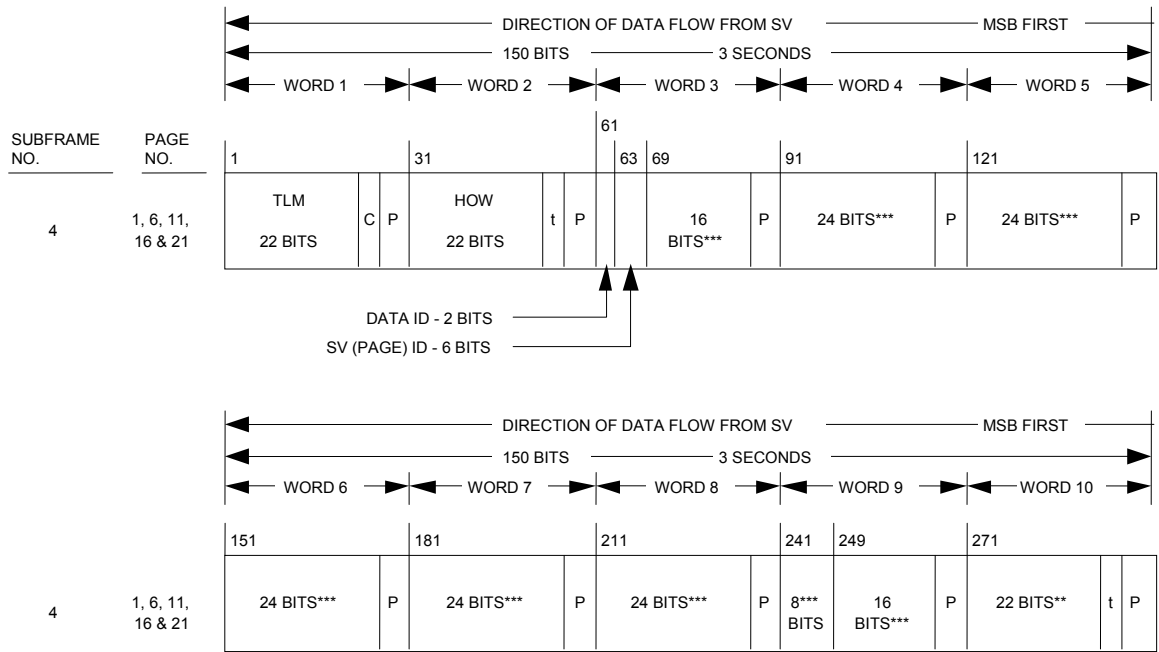 DIRECTION OF DATA FLOW FROM SV MSB FIRST
150 BITS 3 SECONDS
WORD 1 WORD 2 WORD 3 WORD 4 WORD 5
SUBFRAME NO.
PAGE NO.
61
1 31 63 69 91 121
4
1, 6, 11,
16 & 21
TLM
22 BITS
C P
HOW
22 BITS
t P
16
BITS***
P
24 BITS*** P
24 BITS*** P
DATA ID - 2 BITS
SV (PAGE) ID - 6 BITS
DIRECTION OF DATA FLOW FROM SV MSB FIRST
150 BITS 3 SECONDS
WORD 6 WORD 7 WORD 8 WORD 9 WORD 10
151 181 211 241 249 271
4
1, 6, 11,
16 & 21
24 BITS*** P
24 BITS*** P
24 BITS*** P
8***
BITS
16
BITS***
P
22 BITS** t P